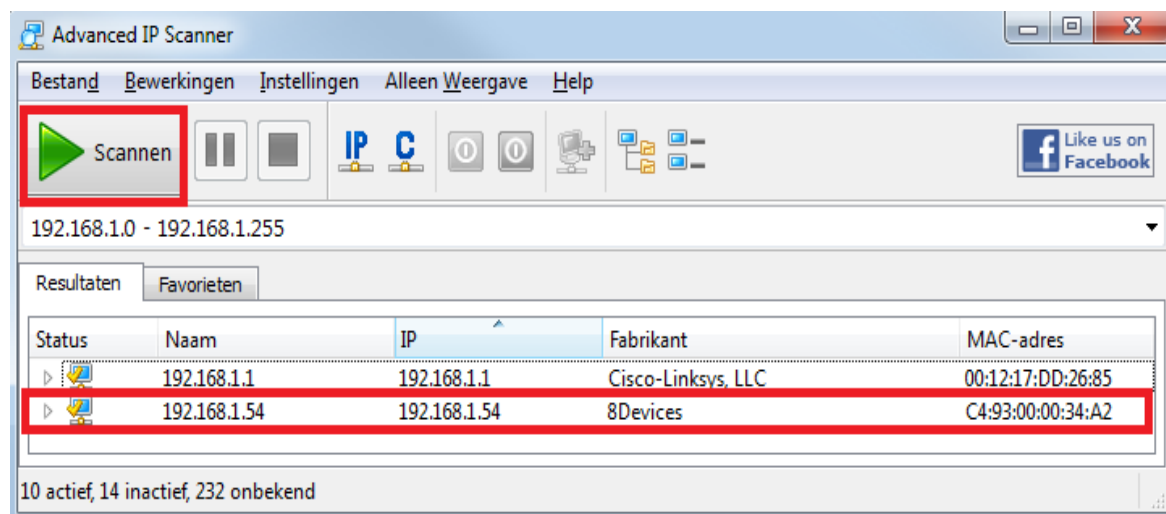 Advanced IP Scanner
Bestand Bewerkingen Instellingen Alleen Weergave Help
Scannen IP C Like us on Facebook
192.168.1.0 - 192.168.1.255
Resultaten Favorieten
Status Naam IP Fabrikant MAC-adres
192.168.1.1 192.168.1.1 Cisco-Linksys, LLC 00:12:17:DD:26:85
192.168.1.54 192.168.1.54 8Devices C4:93:00:00:34:A2
10 actief, 14 inactief, 232 onbekend